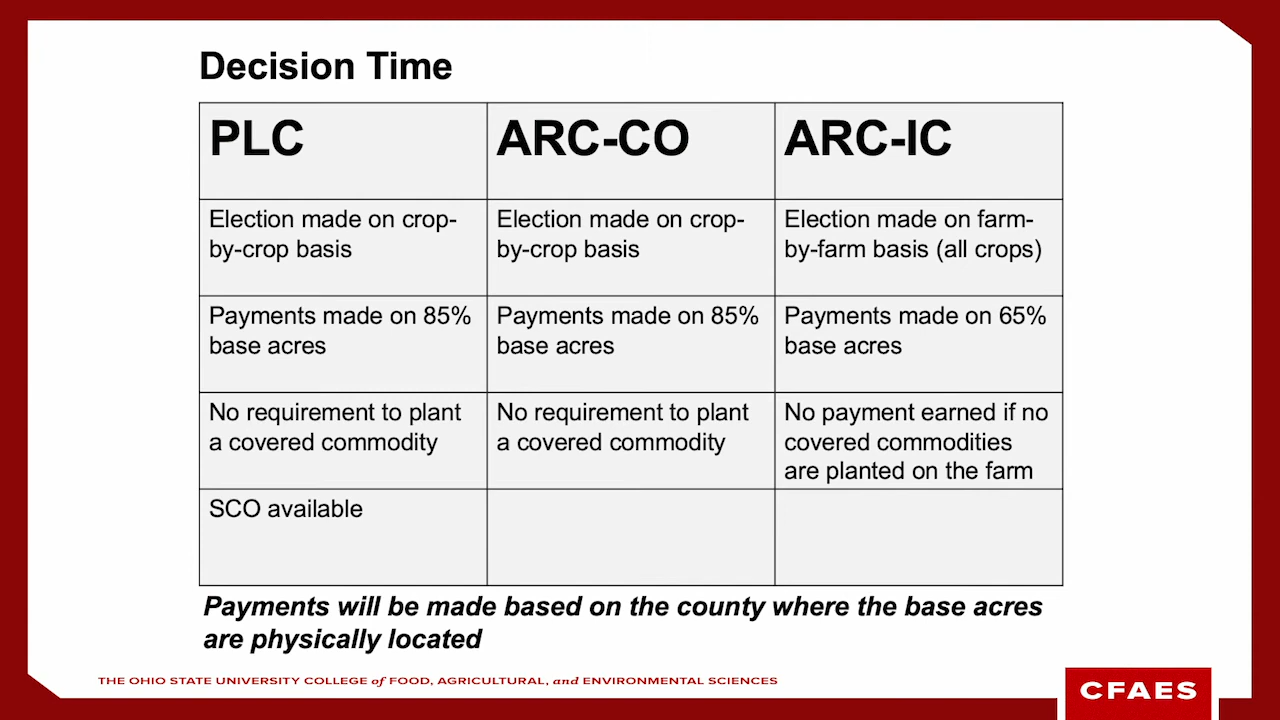 Decision Time
PLC
ARC-CO
ARC-IC
Election made on crop-
by-crop basis
Election made on crop-
by-crop basis
Election made on farm-
by-farm basis (all crops)
Payments made on 85%
base acres
Payments made on 85%
base acres
Payments made on 65%
base acres
No requirement to plant
a covered commodity
No requirement to plant
a covered commodity
No payment earned if no
covered commodities
are planted on the farm
SCO available
Payments will be made based on the county where the base acres
are physically located
THE OHIO STATE UNIVERSITY COLLEGE of FOOD, AGRICULTURAL, and ENVIRONMENTAL SCIENCES
CFAES